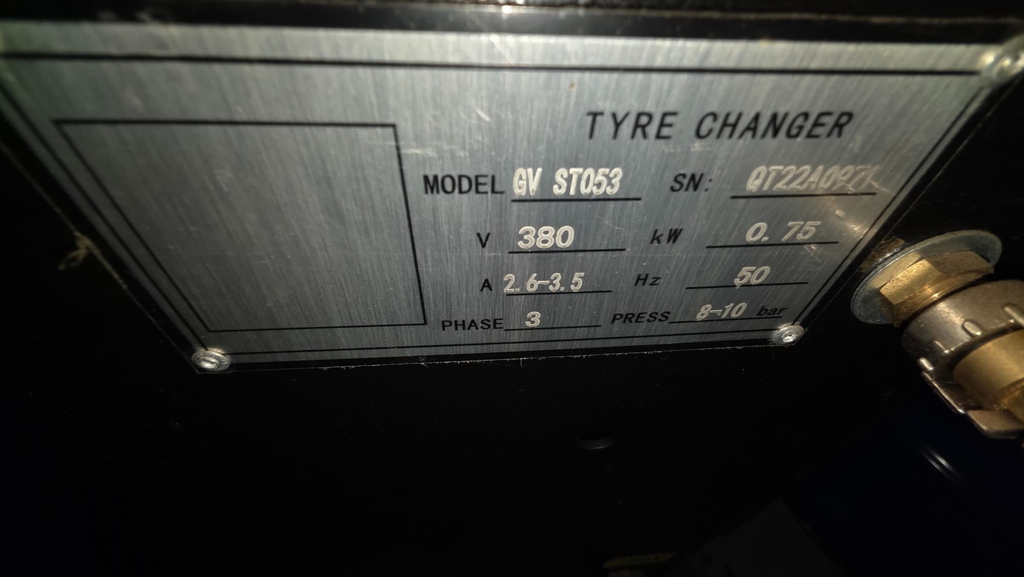 TYRE CHANGER
MODEL GV ST053 SN:
V 380 kW 0.75
A 2.6-3.5 Hz 50
PHASE 3 PRESS 8-10 bar